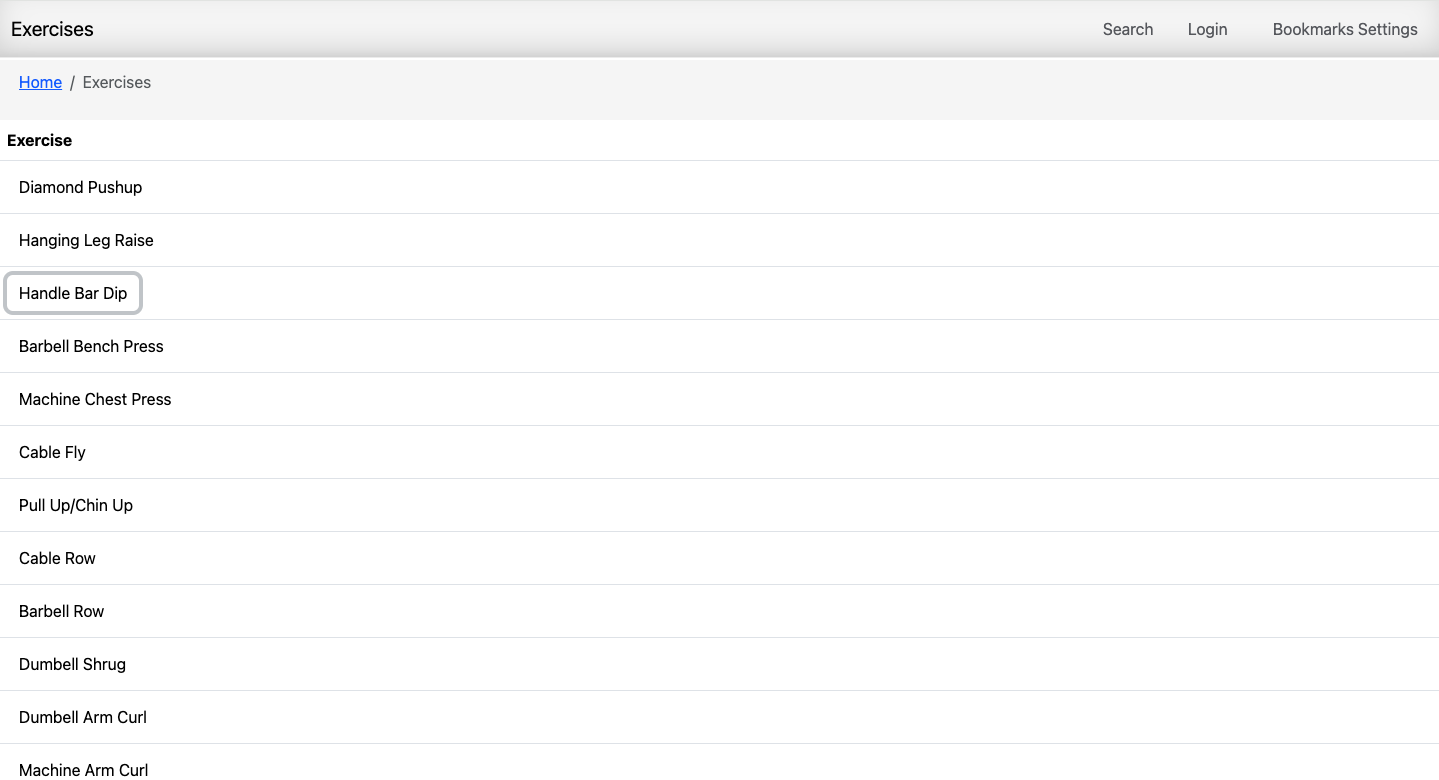 Exercises Search Login Bookmarks Settings
Home / Exercises
Exercise
Diamond Pushup
Hanging Leg Raise
Handle Bar Dip
Barbell Bench Press
Machine Chest Press
Cable Fly
Pull Up/Chin Up
Cable Row
Barbell Row
Dumbell Shrug
Dumbell Arm Curl
Machine Arm Curl